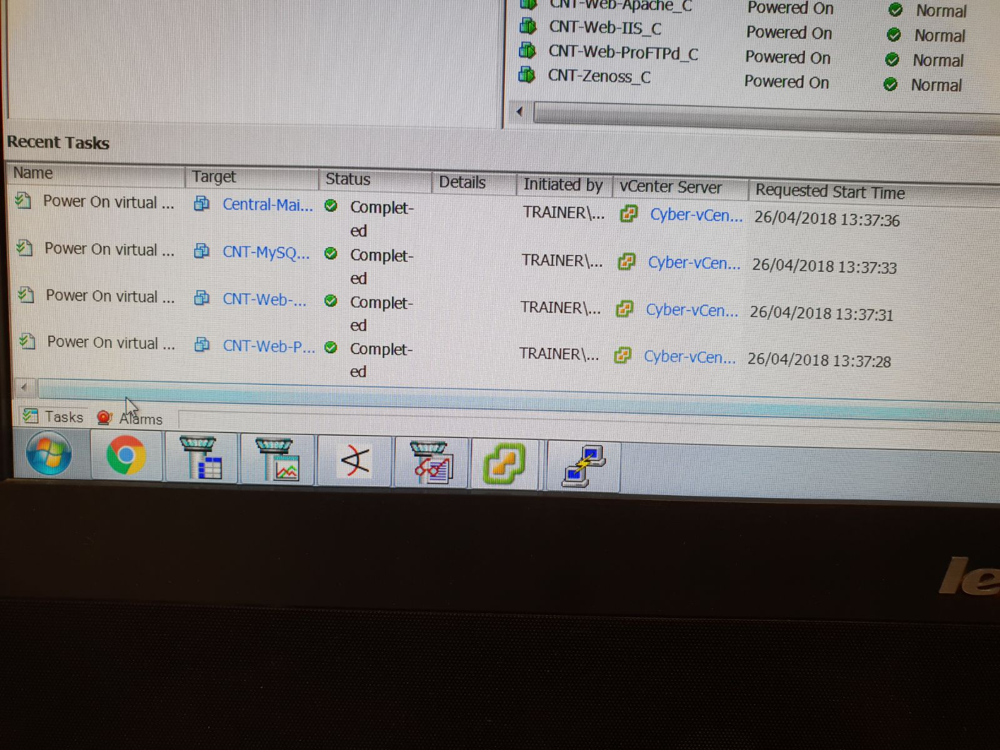 CNT-Web-Apache_C Powered On Normal
CNT-Web-IIS_C Powered On Normal
CNT-Web-ProFTPd_C Powered On Normal
CNT-Zenoss_C Powered On Normal
Recent Tasks
Name Target Status Details Initiated by vCenter Server Requested Start Time
Power On virtual ... Central-Mai... Complet-
ed TRAINER\... Cyber-vCen... 26/04/2018 13:37:36
Power On virtual ... CNT-MySQ... Complet-
ed TRAINER\... Cyber-vCen... 26/04/2018 13:37:33
Power On virtual ... CNT-Web-... Complet-
ed TRAINER\... Cyber-vCen... 26/04/2018 13:37:31
Power On virtual ... CNT-Web-P... Complet-
ed TRAINER\... Cyber-vCen... 26/04/2018 13:37:28
Tasks Alarms
le